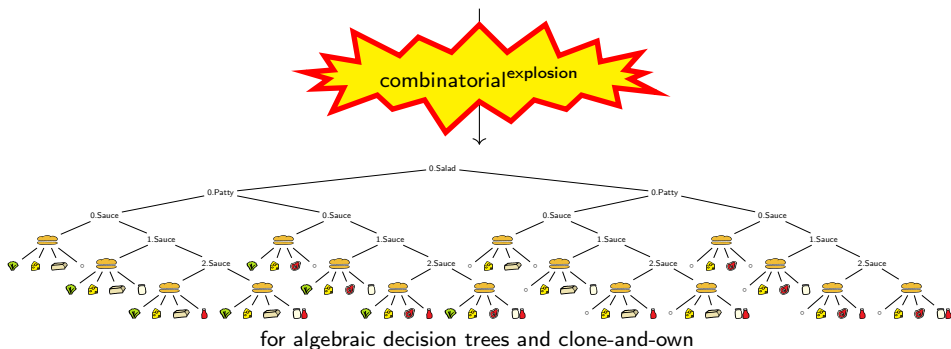 combinatorial^explosion
0.Salad
0.Patty 0.Patty
0.Sauce 0.Sauce 0.Sauce 0.Sauce
1.Sauce 1.Sauce 1.Sauce 1.Sauce
2.Sauce 2.Sauce 2.Sauce 2.Sauce
for algebraic decision trees and clone-and-own